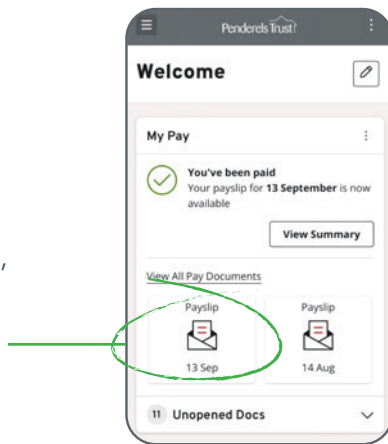 Penderels Trust
Welcome
My Pay
You've been paid
Your payslip for 13 September is now
available
View Summary
,
View All Pay Documents
Payslip
13 Sep
Payslip
14 Aug
11 Unopened Docs